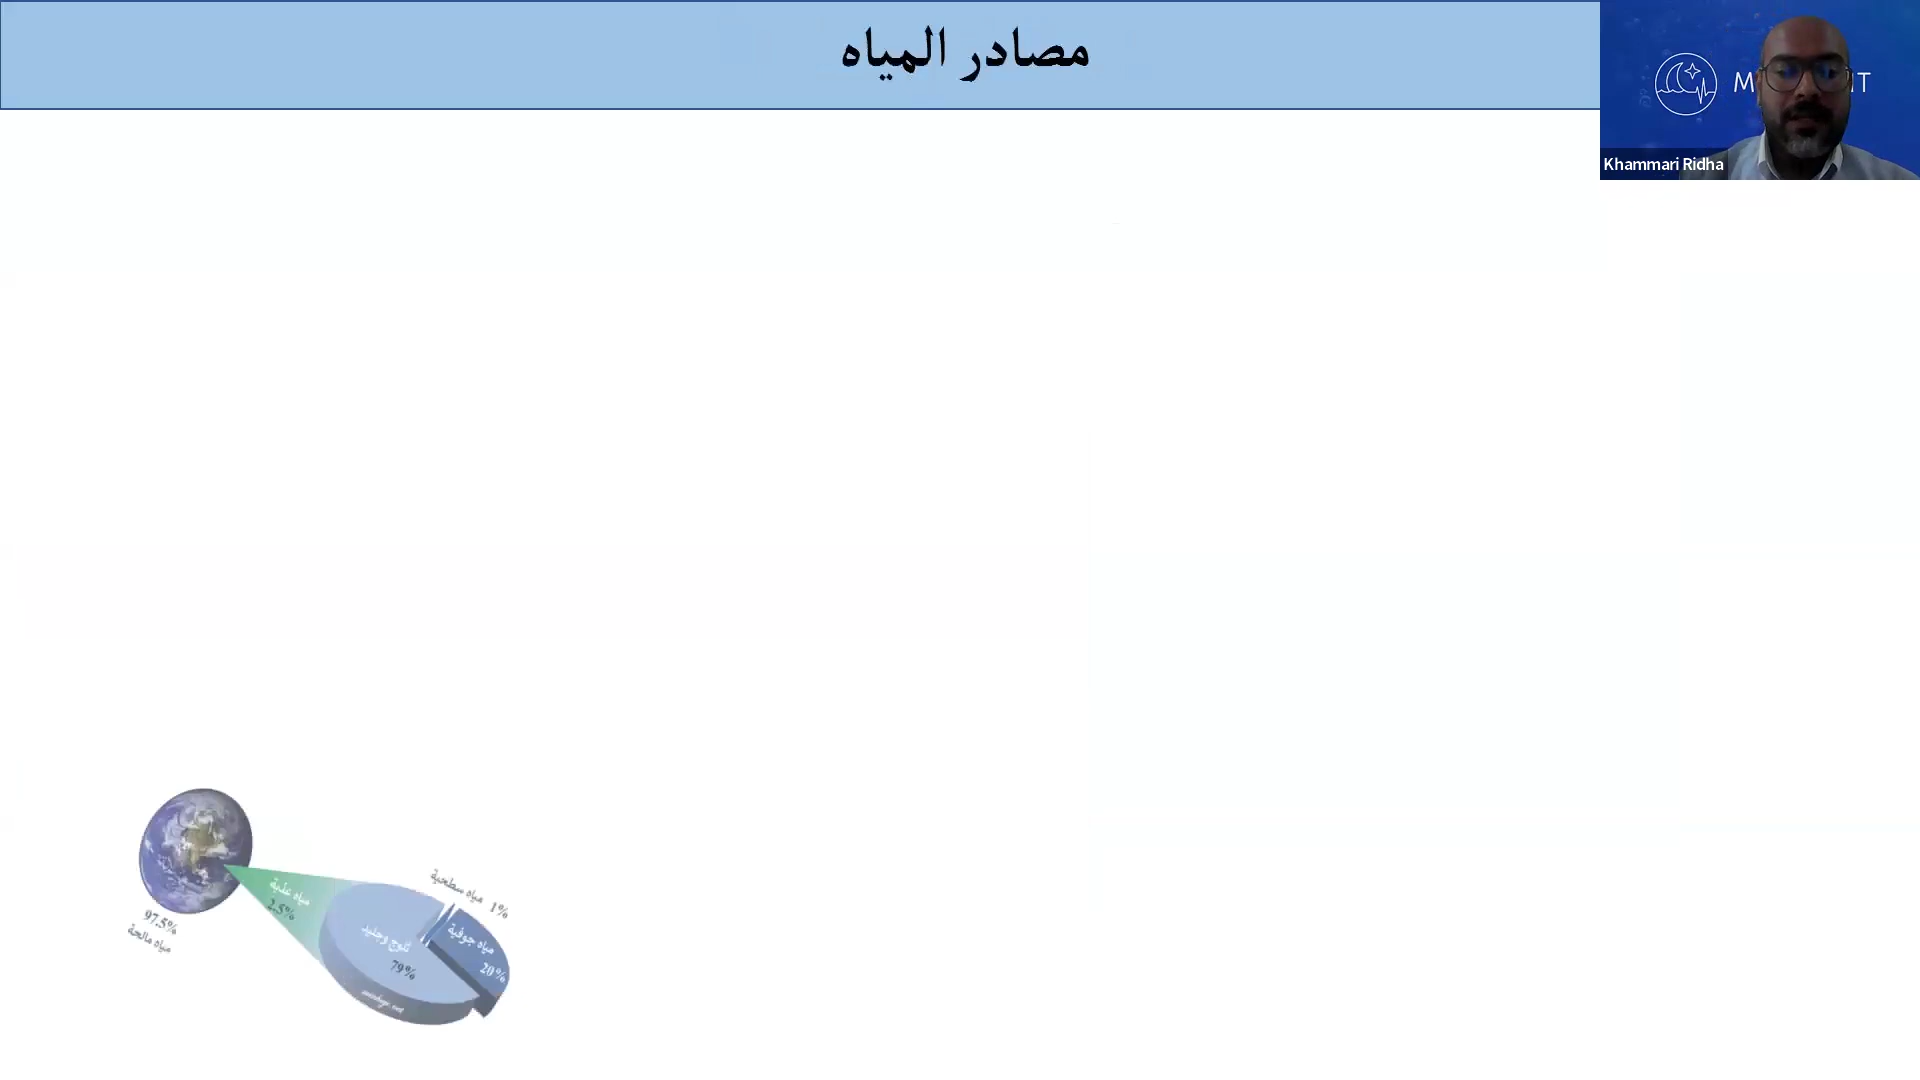 مصادر المياه
Khammari Ridha
مياه عذبة
2.5%
97.5%
مياه مالحة
مياه سطحية 1%
مياه جوفية
20%
ثلوج وجليد
79%